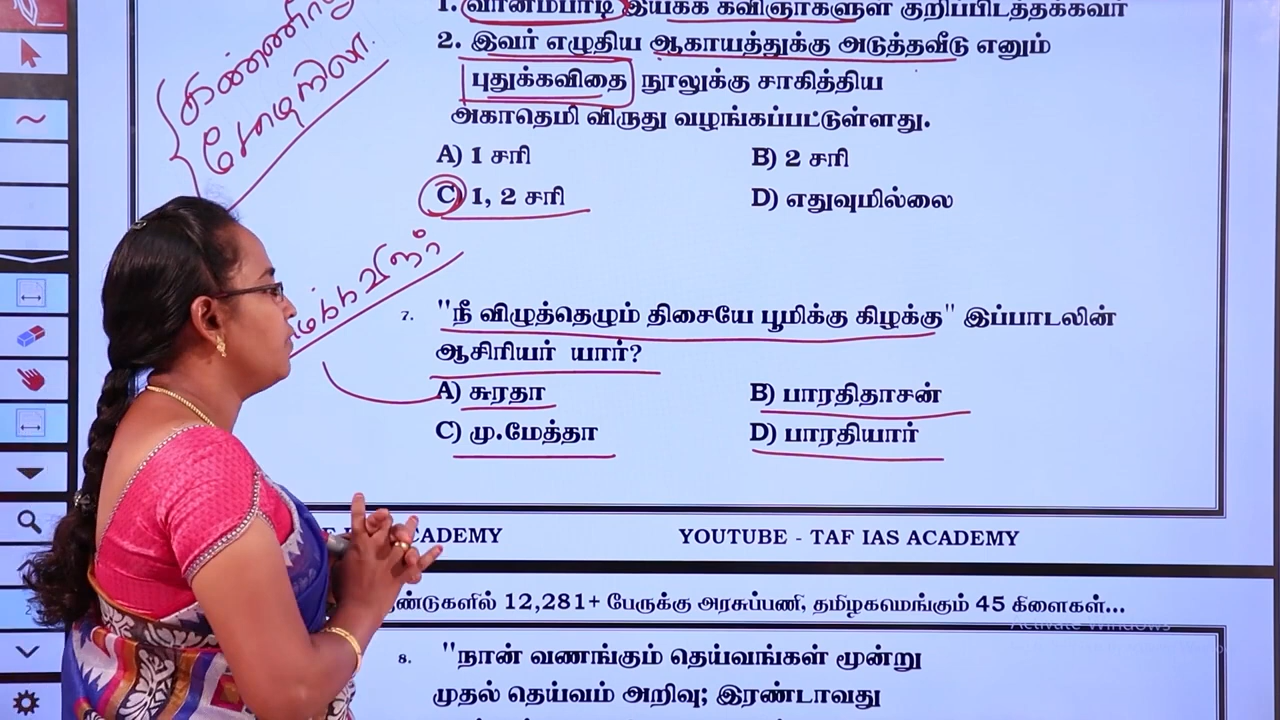 1. வானம்பாடி இயக்க கவிஞர்களுள் குறிப்பிடத்தக்கவர்
2. இவர் எழுதிய ஆகாயத்துக்கு அடுத்தவீடு எனும்
புதுக்கவிதை நூலுக்கு சாகித்திய
அகாதெமி விருது வழங்கப்பட்டுள்ளது.
A) 1 சரி B) 2 சரி
C) 1, 2 சரி D) எதுவுமில்லை
7. "நீ விழுந்தெழும் திசையே பூமிக்கு கிழக்கு" இப்பாடலின்
ஆசிரியர் யார்?
A) சுரதா B) பாரதிதாசன்
C) மு.மேத்தா D) பாரதியார்
ACADEMY YOUTUBE - TAF IAS ACADEMY
12,281+ பேருக்கு அரசுப்பணி, தமிழகமெங்கும் 45 கிளைகள்...
Activate Windows
8. "நான் வணங்கும் தெய்வங்கள் மூன்று
முதல் தெய்வம் அறிவு; இரண்டாவது